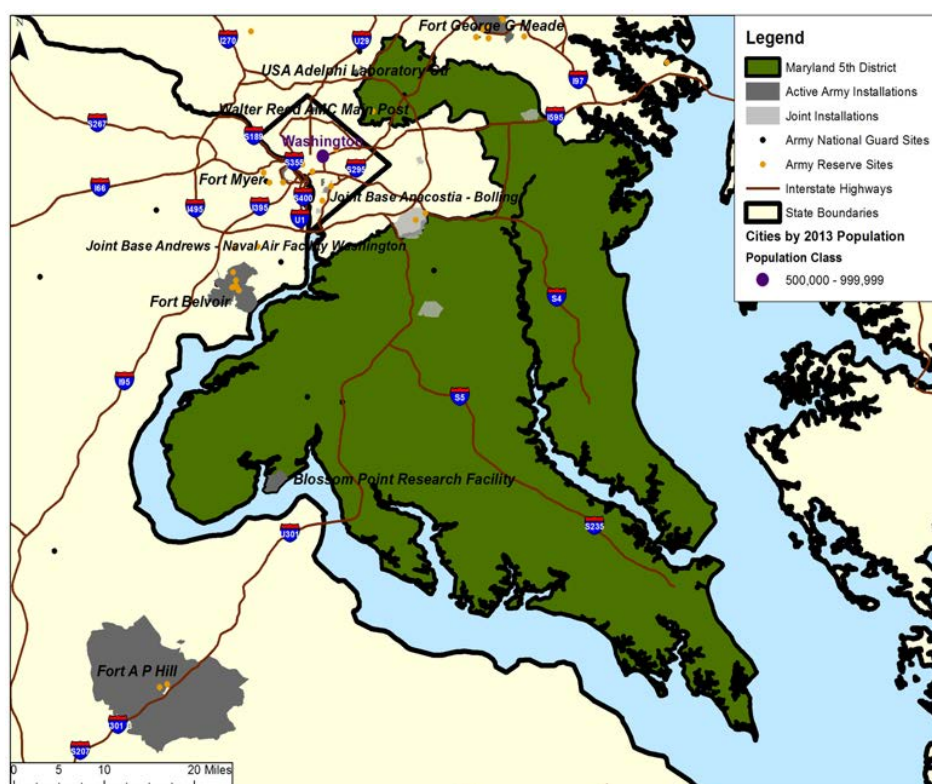 N
Fort George G Meade
I270
U29
USA Adelphi Laboratory Ctr
I97
Walter Reed AMC Main Post
S267
S189
I595
Washington
S355
S295
Fort Myer
I66
S400
Joint Base Anacostia - Bolling
I495
I395
U1
Joint Base Andrews - Naval Air Facility Washington
Fort Belvoir
S4
I95
S5
Blossom Point Research Facility
S235
U301
Fort A P Hill
S207
0 5 10 20 Miles
Legend
Maryland 5th District
Active Army Installations
Joint Installations
Army National Guard Sites
Army Reserve Sites
Interstate Highways
State Boundaries
Cities by 2013 Population
Population Class
500,000 - 999,999